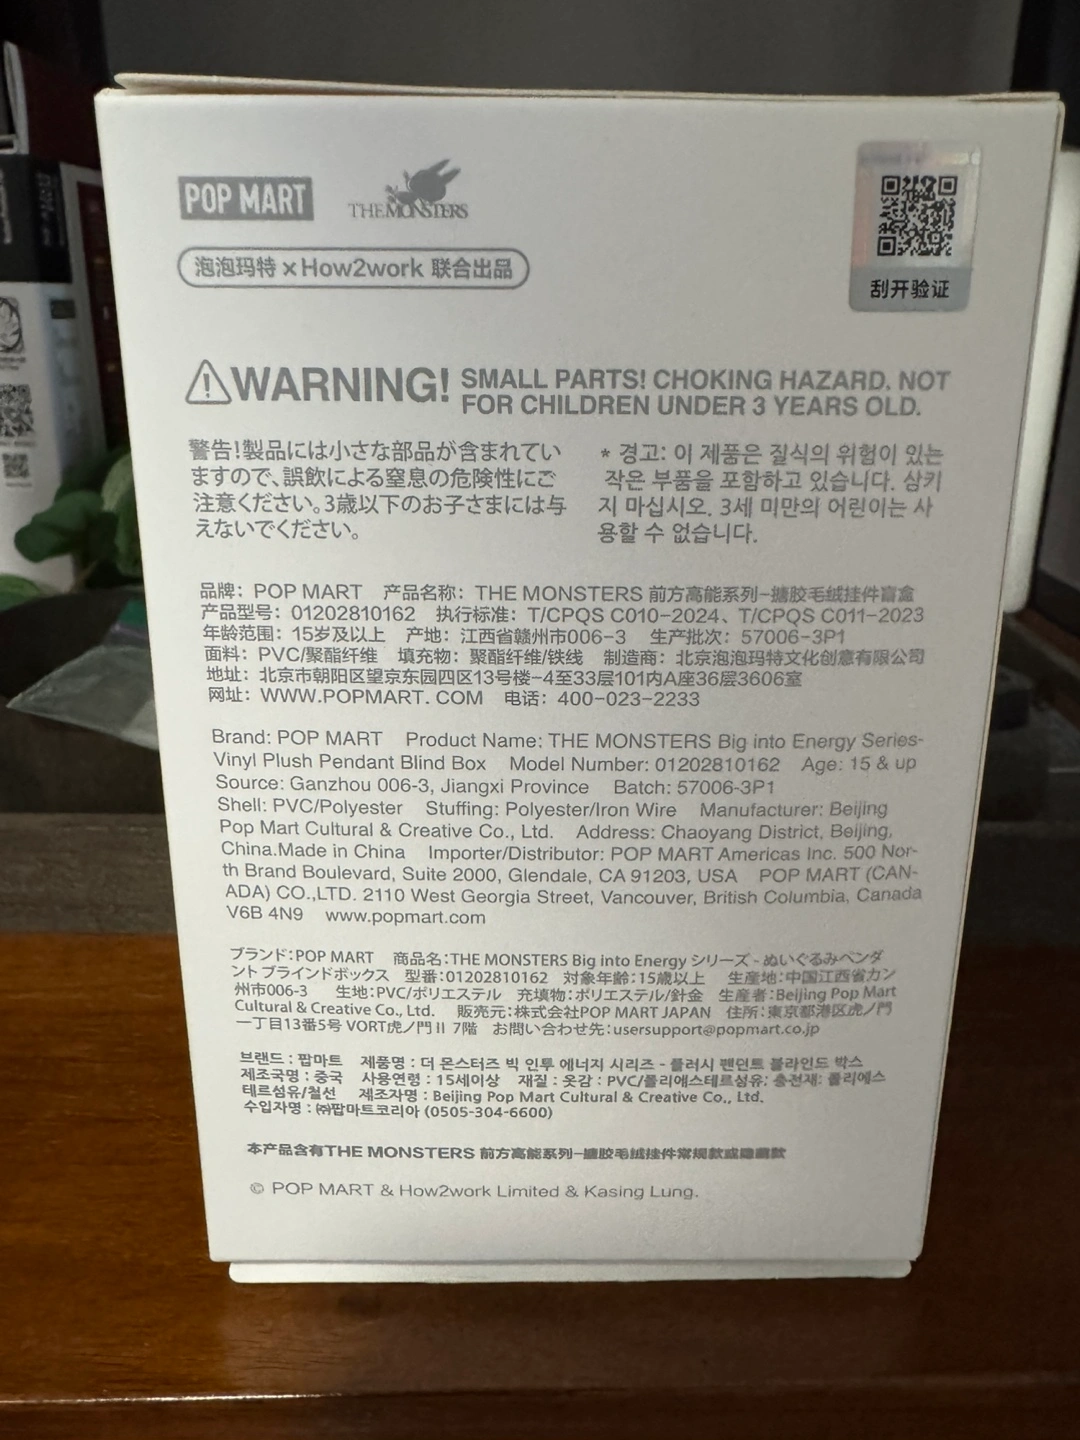 POP MART
THE MONSTERS
泡泡玛特×How2work 联合出品
刮开验证
WARNING! SMALL PARTS! CHOKING HAZARD. NOT
FOR CHILDREN UNDER 3 YEARS OLD.
警告!製品には小さな部品が含まれてい
ますので、誤飲による窒息の危険性にご
注意ください。3歳以下のお子さまには与
えないでください。
* 경고: 이 제품은 질식의 위험이 있는
작은 부품을 포함하고 있습니다. 삼키
지 마십시오. 3세 미만의 어린이는 사
용할 수 없습니다.
品牌：POP MART 产品名称：THE MONSTERS 前方高能系列-搪胶毛绒挂件盲盒
产品型号：01202810162 执行标准：T/CPQS C010-2024、T/CPQS C011-2023
年龄范围：15岁及以上 产地：江西省赣州市006-3 生产批次：57006-3P1
面料：PVC/聚酯纤维 填充物：聚酯纤维/铁线 制造商：北京泡泡玛特文化创意有限公司
地址：北京市朝阳区望京东园四区13号楼-4至33层101内A座36层3606室
网址：WWW.POPMART.COM 电话：400-023-2233
Brand: POP MART Product Name: THE MONSTERS Big into Energy Series-
Vinyl Plush Pendant Blind Box Model Number: 01202810162 Age: 15 & up
Source: Ganzhou 006-3, Jiangxi Province Batch: 57006-3P1
Shell: PVC/Polyester Stuffing: Polyester/Iron Wire Manufacturer: Beijing
Pop Mart Cultural & Creative Co., Ltd. Address: Chaoyang District, Beijing,
China.Made in China Importer/Distributor: POP MART Americas Inc. 500 Nor-
th Brand Boulevard, Suite 2000, Glendale, CA 91203, USA POP MART (CAN-
ADA) CO.,LTD. 2110 West Georgia Street, Vancouver, British Columbia, Canada
V6B 4N9 www.popmart.com
ブランド：POP MART 商品名：THE MONSTERS Big into Energy シリーズ - ぬいぐるみペンダ
ント ブラインドボックス 型番：01202810162 対象年齢：15歳以上 生産地：中国江西省カン
州市006-3 生地：PVC/ポリエステル 充填物：ポリエステル/針金 生産者：Beijing Pop Mart
Cultural & Creative Co., Ltd. 販売元：株式会社POP MART JAPAN 住所：東京都港区虎ノ門
一丁目13番5号 VORT虎ノ門 II 7階 お問い合わせ先：usersupport@popmart.co.jp
브랜드 : 팝마트 제품명 : 더 몬스터즈 빅 인투 에너지 시리즈 - 플러시 펜던트 블라인드 박스
제조국명 : 중국 사용연령 : 15세이상 재질 : 옷감 : PVC/폴리에스테르섬유; 충전재: 폴리에스
테르섬유/철선 제조자명 : Beijing Pop Mart Cultural & Creative Co., Ltd.
수입자명 : ㈜팝마트코리아 (0505-304-6600)
本产品含有THE MONSTERS 前方高能系列-搪胶毛绒挂件常规款或隐藏款
© POP MART & How2work Limited & Kasing Lung.